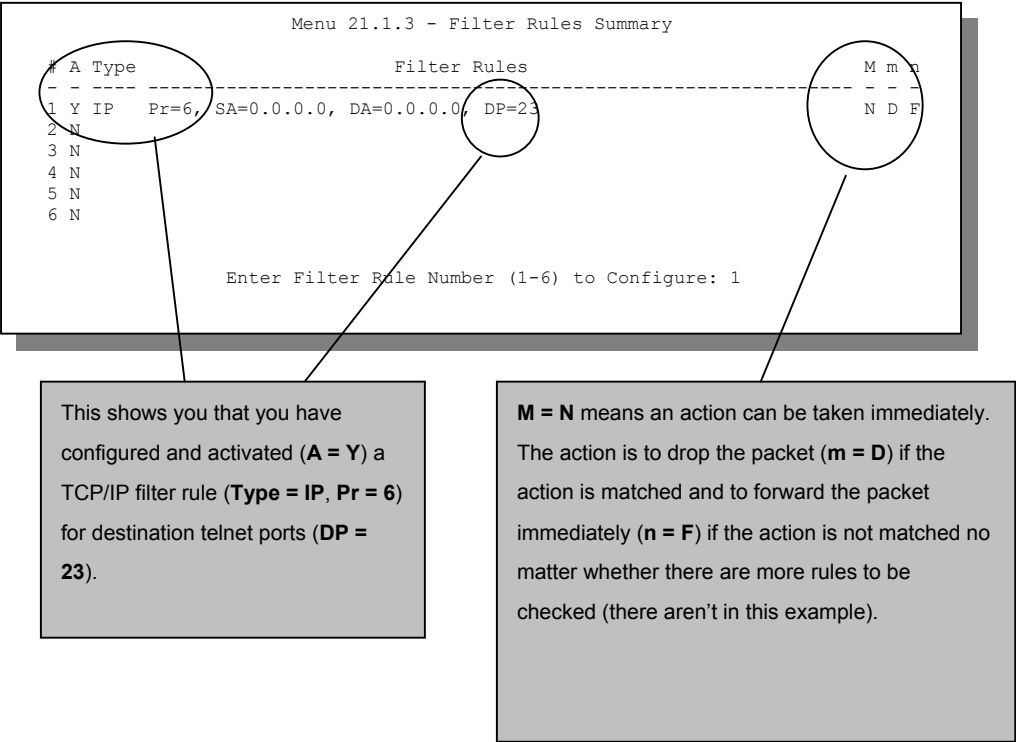 Menu 21.1.3 - Filter Rules Summary
# A Type Filter Rules M m n
- - ---- --------------------------------------------------------------------- - - -
1 Y IP Pr=6, SA=0.0.0.0, DA=0.0.0.0, DP=23 N D F
2 N
3 N
4 N
5 N
6 N
Enter Filter Rule Number (1-6) to Configure: 1
This shows you that you have
configured and activated (A = Y) a
TCP/IP filter rule (Type = IP, Pr = 6)
for destination telnet ports (DP =
23).
M = N means an action can be taken immediately.
The action is to drop the packet (m = D) if the
action is matched and to forward the packet
immediately (n = F) if the action is not matched no
matter whether there are more rules to be
checked (there aren't in this example).